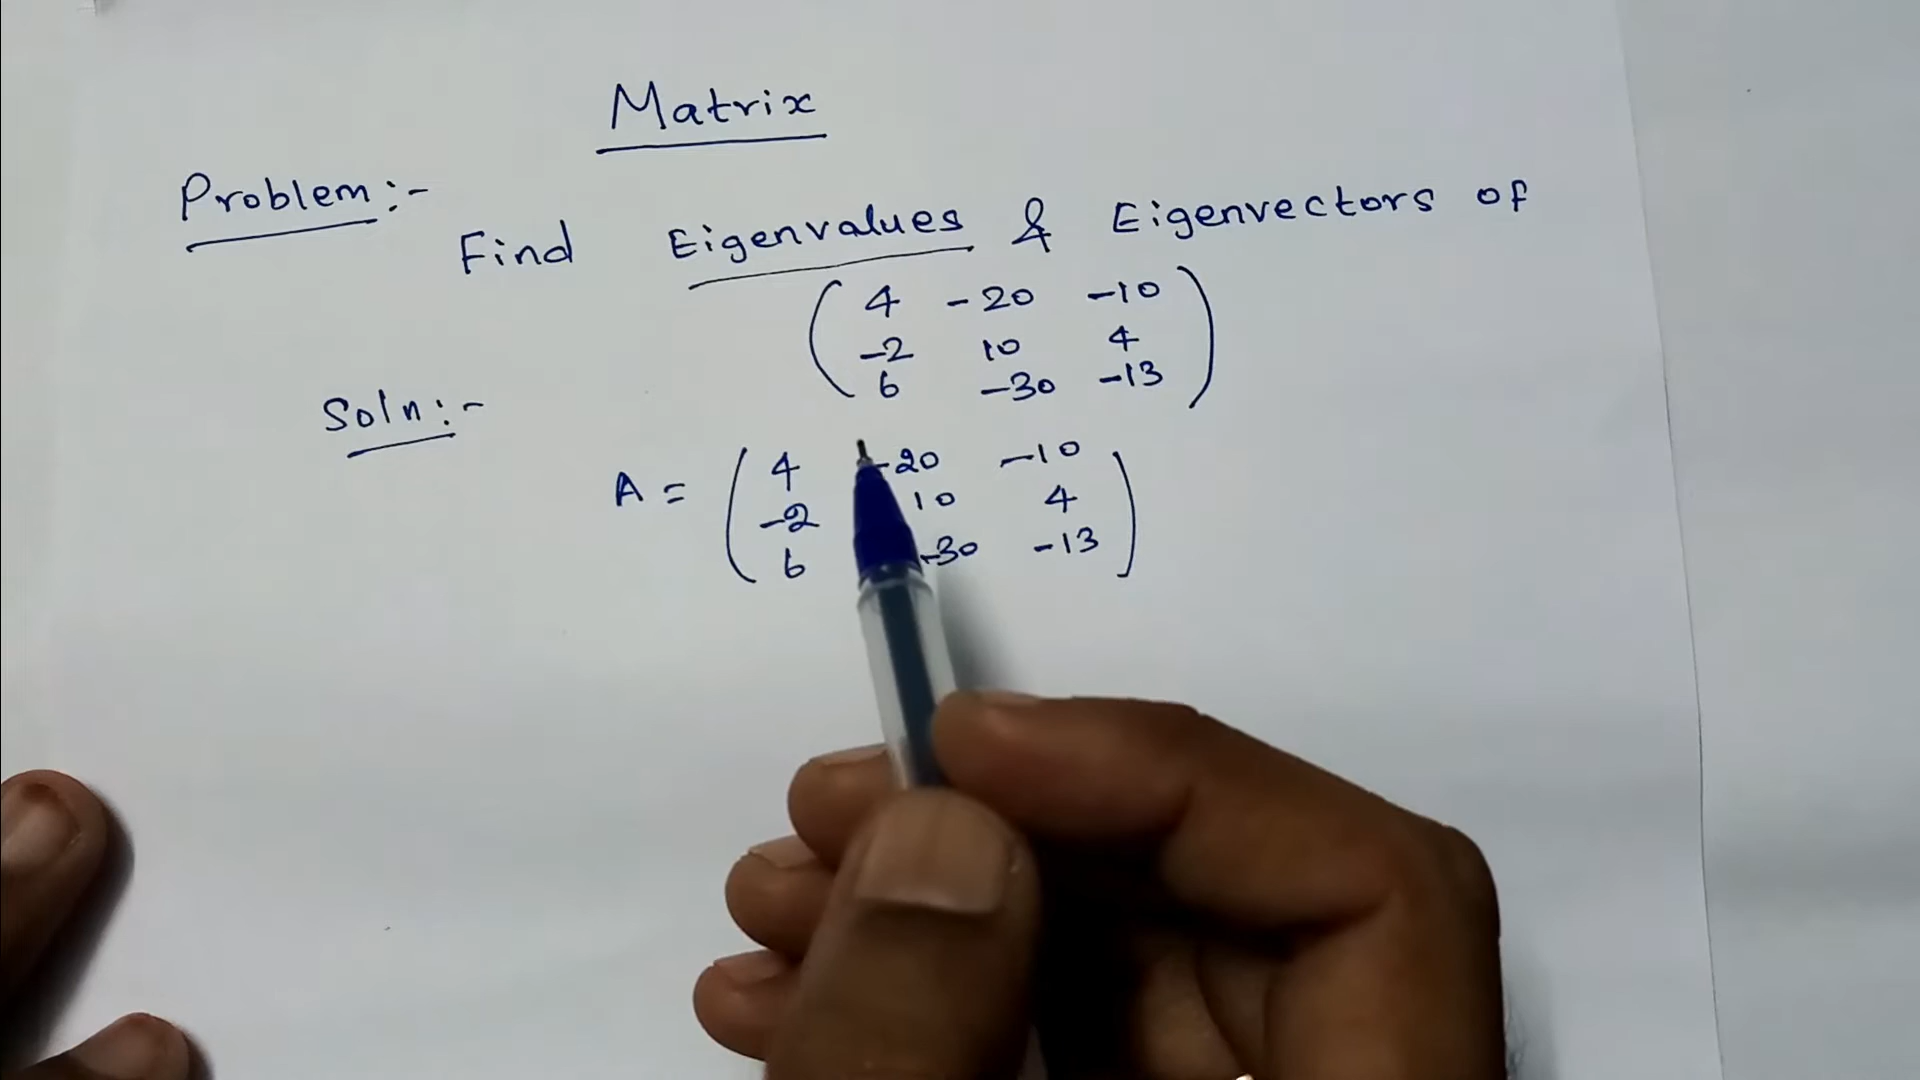 Matrix
Problem:-
Find Eigenvalues & Eigenvectors of
4 -20 -10
-2 10 4
6 -30 -13
Soln:-
A = 4 -20 -10
-2 10 4
6 -30 -13